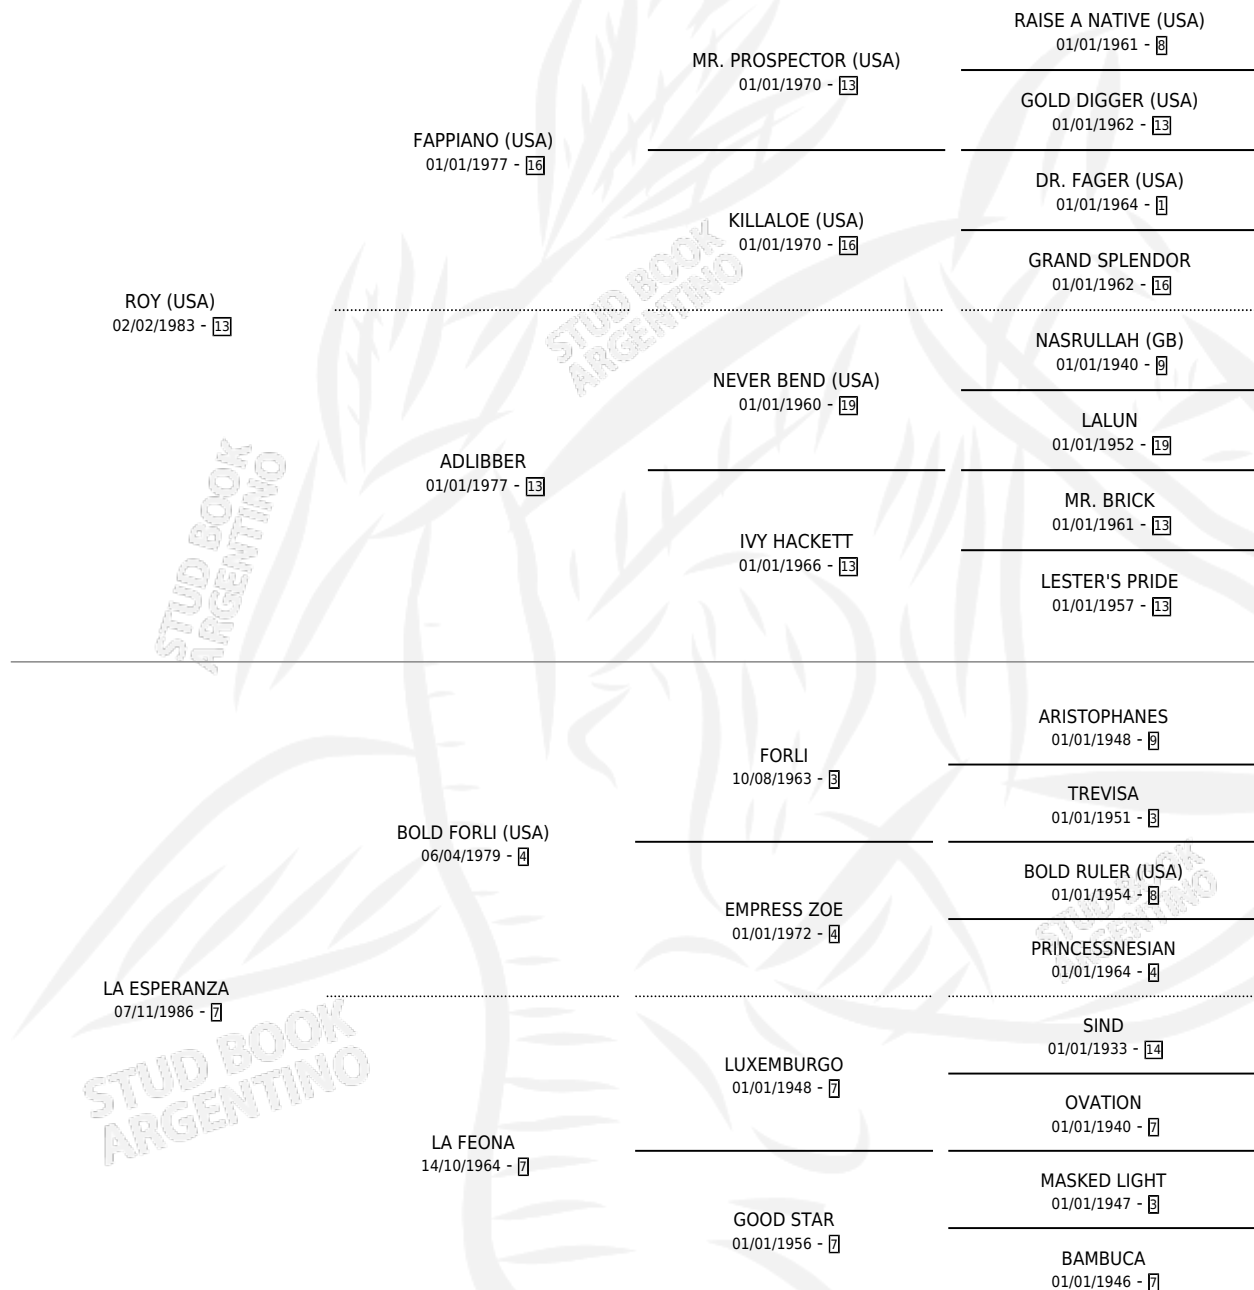 RAISE A NATIVE (USA)
01/01/1961 - 8
MR. PROSPECTOR (USA)
01/01/1970 - 13
GOLD DIGGER (USA)
01/01/1962 - 13
FAPPIANO (USA)
01/01/1977 - 16
DR. FAGER (USA)
01/01/1964 - 1
KILLALOE (USA)
01/01/1970 - 16
GRAND SPLENDOR
01/01/1962 - 16
ROY (USA)
02/02/1983 - 13
NASRULLAH (GB)
01/01/1940 - 9
NEVER BEND (USA)
01/01/1960 - 19
LALUN
01/01/1952 - 19
ADLIBBER
01/01/1977 - 13
MR. BRICK
01/01/1961 - 13
IVY HACKETT
01/01/1966 - 13
LESTER'S PRIDE
01/01/1957 - 13
ARISTOPHANES
01/01/1948 - 9
FORLI
10/08/1963 - 3
TREVISA
01/01/1951 - 3
BOLD FORLI (USA)
06/04/1979 - 4
BOLD RULER (USA)
01/01/1954 - 8
EMPRESS ZOE
01/01/1972 - 4
PRINCESSNESIAN
01/01/1964 - 4
LA ESPERANZA
07/11/1986 - 7
SIND
01/01/1933 - 14
LUXEMBURGO
01/01/1948 - 7
OVATION
01/01/1940 - 7
LA FEONA
14/10/1964 - 7
MASKED LIGHT
01/01/1947 - 3
GOOD STAR
01/01/1956 - 7
BAMBUCA
01/01/1946 - 7
STUD BOOK
ARGENTINO
STUD BOOK
ARGENTINO
STUD BOOK
ARGENTINO
STUD BOOK
ARGENTINO